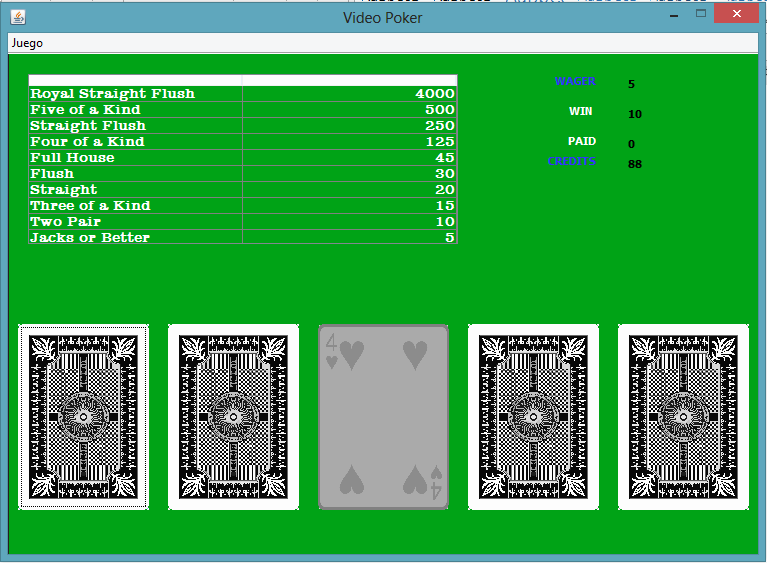 Video Poker
Juego
Royal Straight Flush 4000
Five of a Kind 500
Straight Flush 250
Four of a Kind 125
Full House 45
Flush 30
Straight 20
Three of a Kind 15
Two Pair 10
Jacks or Better 5
WAGER 5
WIN 10
PAID 0
CREDITS 88
4
4